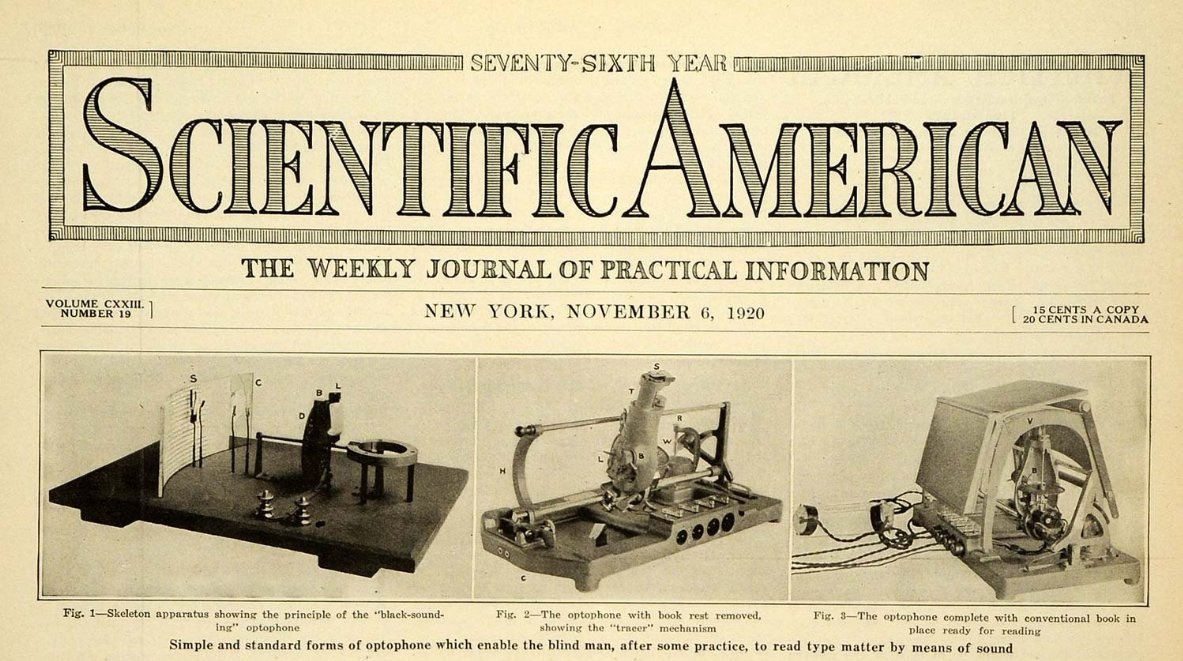 SEVENTY-SIXTH YEAR
SCIENTIFIC AMERICAN
THE WEEKLY JOURNAL OF PRACTICAL INFORMATION
VOLUME CXXIII.
NUMBER 19 ]
NEW YORK, NOVEMBER 6, 1920
[ 15 CENTS A COPY
20 CENTS IN CANADA
S
C
B
L
D
S
T
R
W
L
B
H
C
V
B
Fig. 1—Skeleton apparatus showing the principle of the "black-sound-
ing" optophone
Fig. 2—The optophone with book rest removed,
showing the "tracer" mechanism
Fig. 3—The optophone complete with conventional book in
place ready for reading
Simple and standard forms of optophone which enable the blind man, after some practice, to read type matter by means of sound